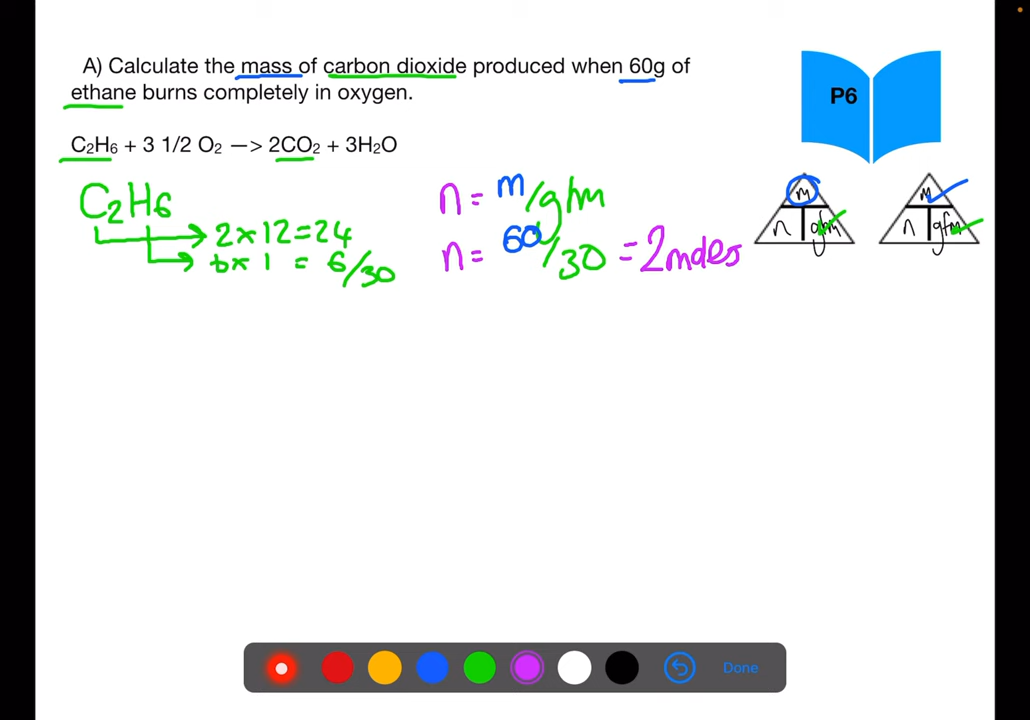 A) Calculate the mass of carbon dioxide produced when 60g of
ethane burns completely in oxygen.
P6
C₂H₆ + 3 1/2 O₂ —> 2CO₂ + 3H₂O
C₂H₆
2 × 12 = 24
6 × 1 = 6/30
n = m/gfm
n = 60/30 = 2moles
m
n gfm
m
n gfm
Done